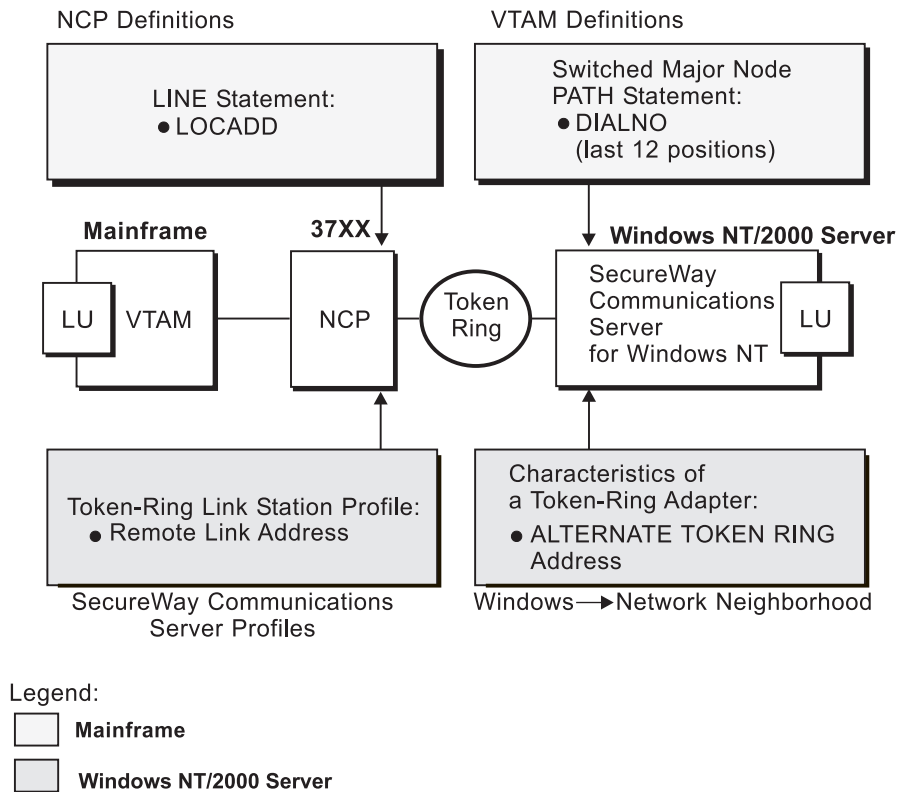 NCP Definitions
VTAM Definitions
LINE Statement:
● LOCADD
Switched Major Node
PATH Statement:
● DIALNO
(last 12 positions)
Mainframe
37XX
Windows NT/2000 Server
LU
VTAM
NCP
Token
Ring
SecureWay
Communications
Server
for Windows NT
LU
Token-Ring Link Station Profile:
● Remote Link Address
Characteristics of
a Token-Ring Adapter:
● ALTERNATE TOKEN RING
Address
SecureWay Communications
Server Profiles
Windows→Network Neighborhood
Legend:
Mainframe
Windows NT/2000 Server